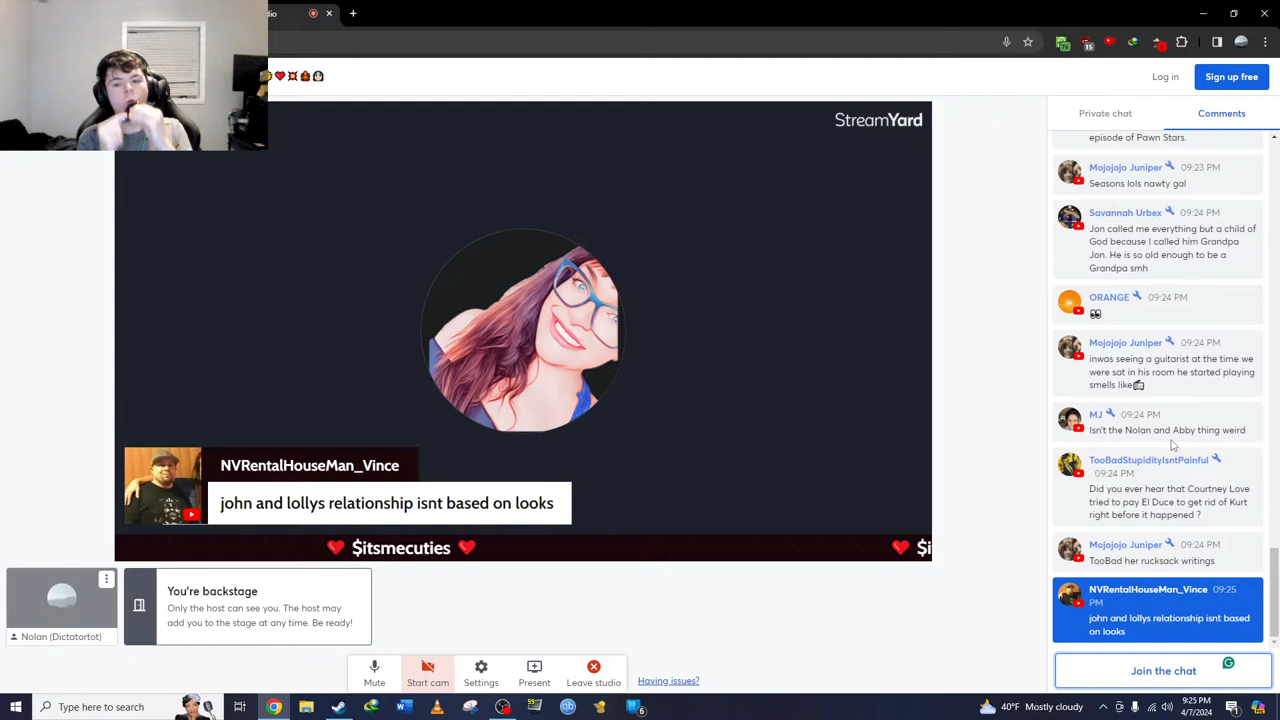 dio
Log in
Sign up free
StreamYard
Private chat
Comments
episode of Pawn Stars.
Mojojojo Juniper 09:23 PM
Seasons lols nawty gal
Savannah Urbex 09:24 PM
Jon called me everything but a child of
God because I called him Grandpa
Jon. He is so old enough to be a
Grandpa smh
ORANGE 09:24 PM
👀
Mojojojo Juniper 09:24 PM
inwas seeing a guitarist at the time we
were sat in his room he started playing
smells like📻
MJ 09:24 PM
Isn't the Nolan and Abby thing weird
TooBadStupidityIsntPainful
09:24 PM
Did you ever hear that Courtney Love
tried to pay El Duce to get rid of Kurt
right before it happened ?
Mojojojo Juniper 09:24 PM
TooBad her rucksack writings
NVRentalHouseMan_Vince 09:25
PM
john and lollys relationship isnt based
on looks
Join the chat
NVRentalHouseMan_Vince
john and lollys relationship isnt based on looks
$itsmecuties
$i
Nolan (Dictatortot)
You're backstage
Only the host can see you. The host may
add you to the stage at any time. Be ready!
Mute
Start cam
Settings
Present
Leave studio
Having issues?
Type here to search
40°F Mostly cloudy
9:25 PM
4/7/2024